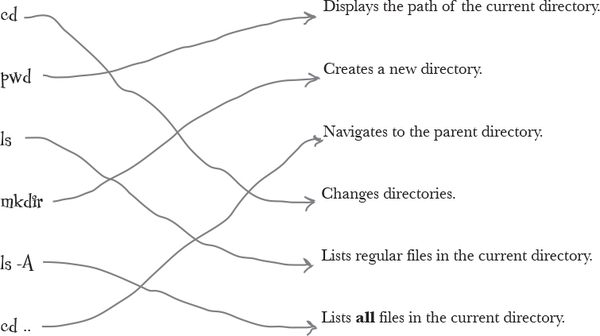 cd
Displays the path of the current directory.
pwd
Creates a new directory.
ls
Navigates to the parent directory.
mkdir
Changes directories.
ls -A
Lists regular files in the current directory.
cd ..
Lists all files in the current directory.